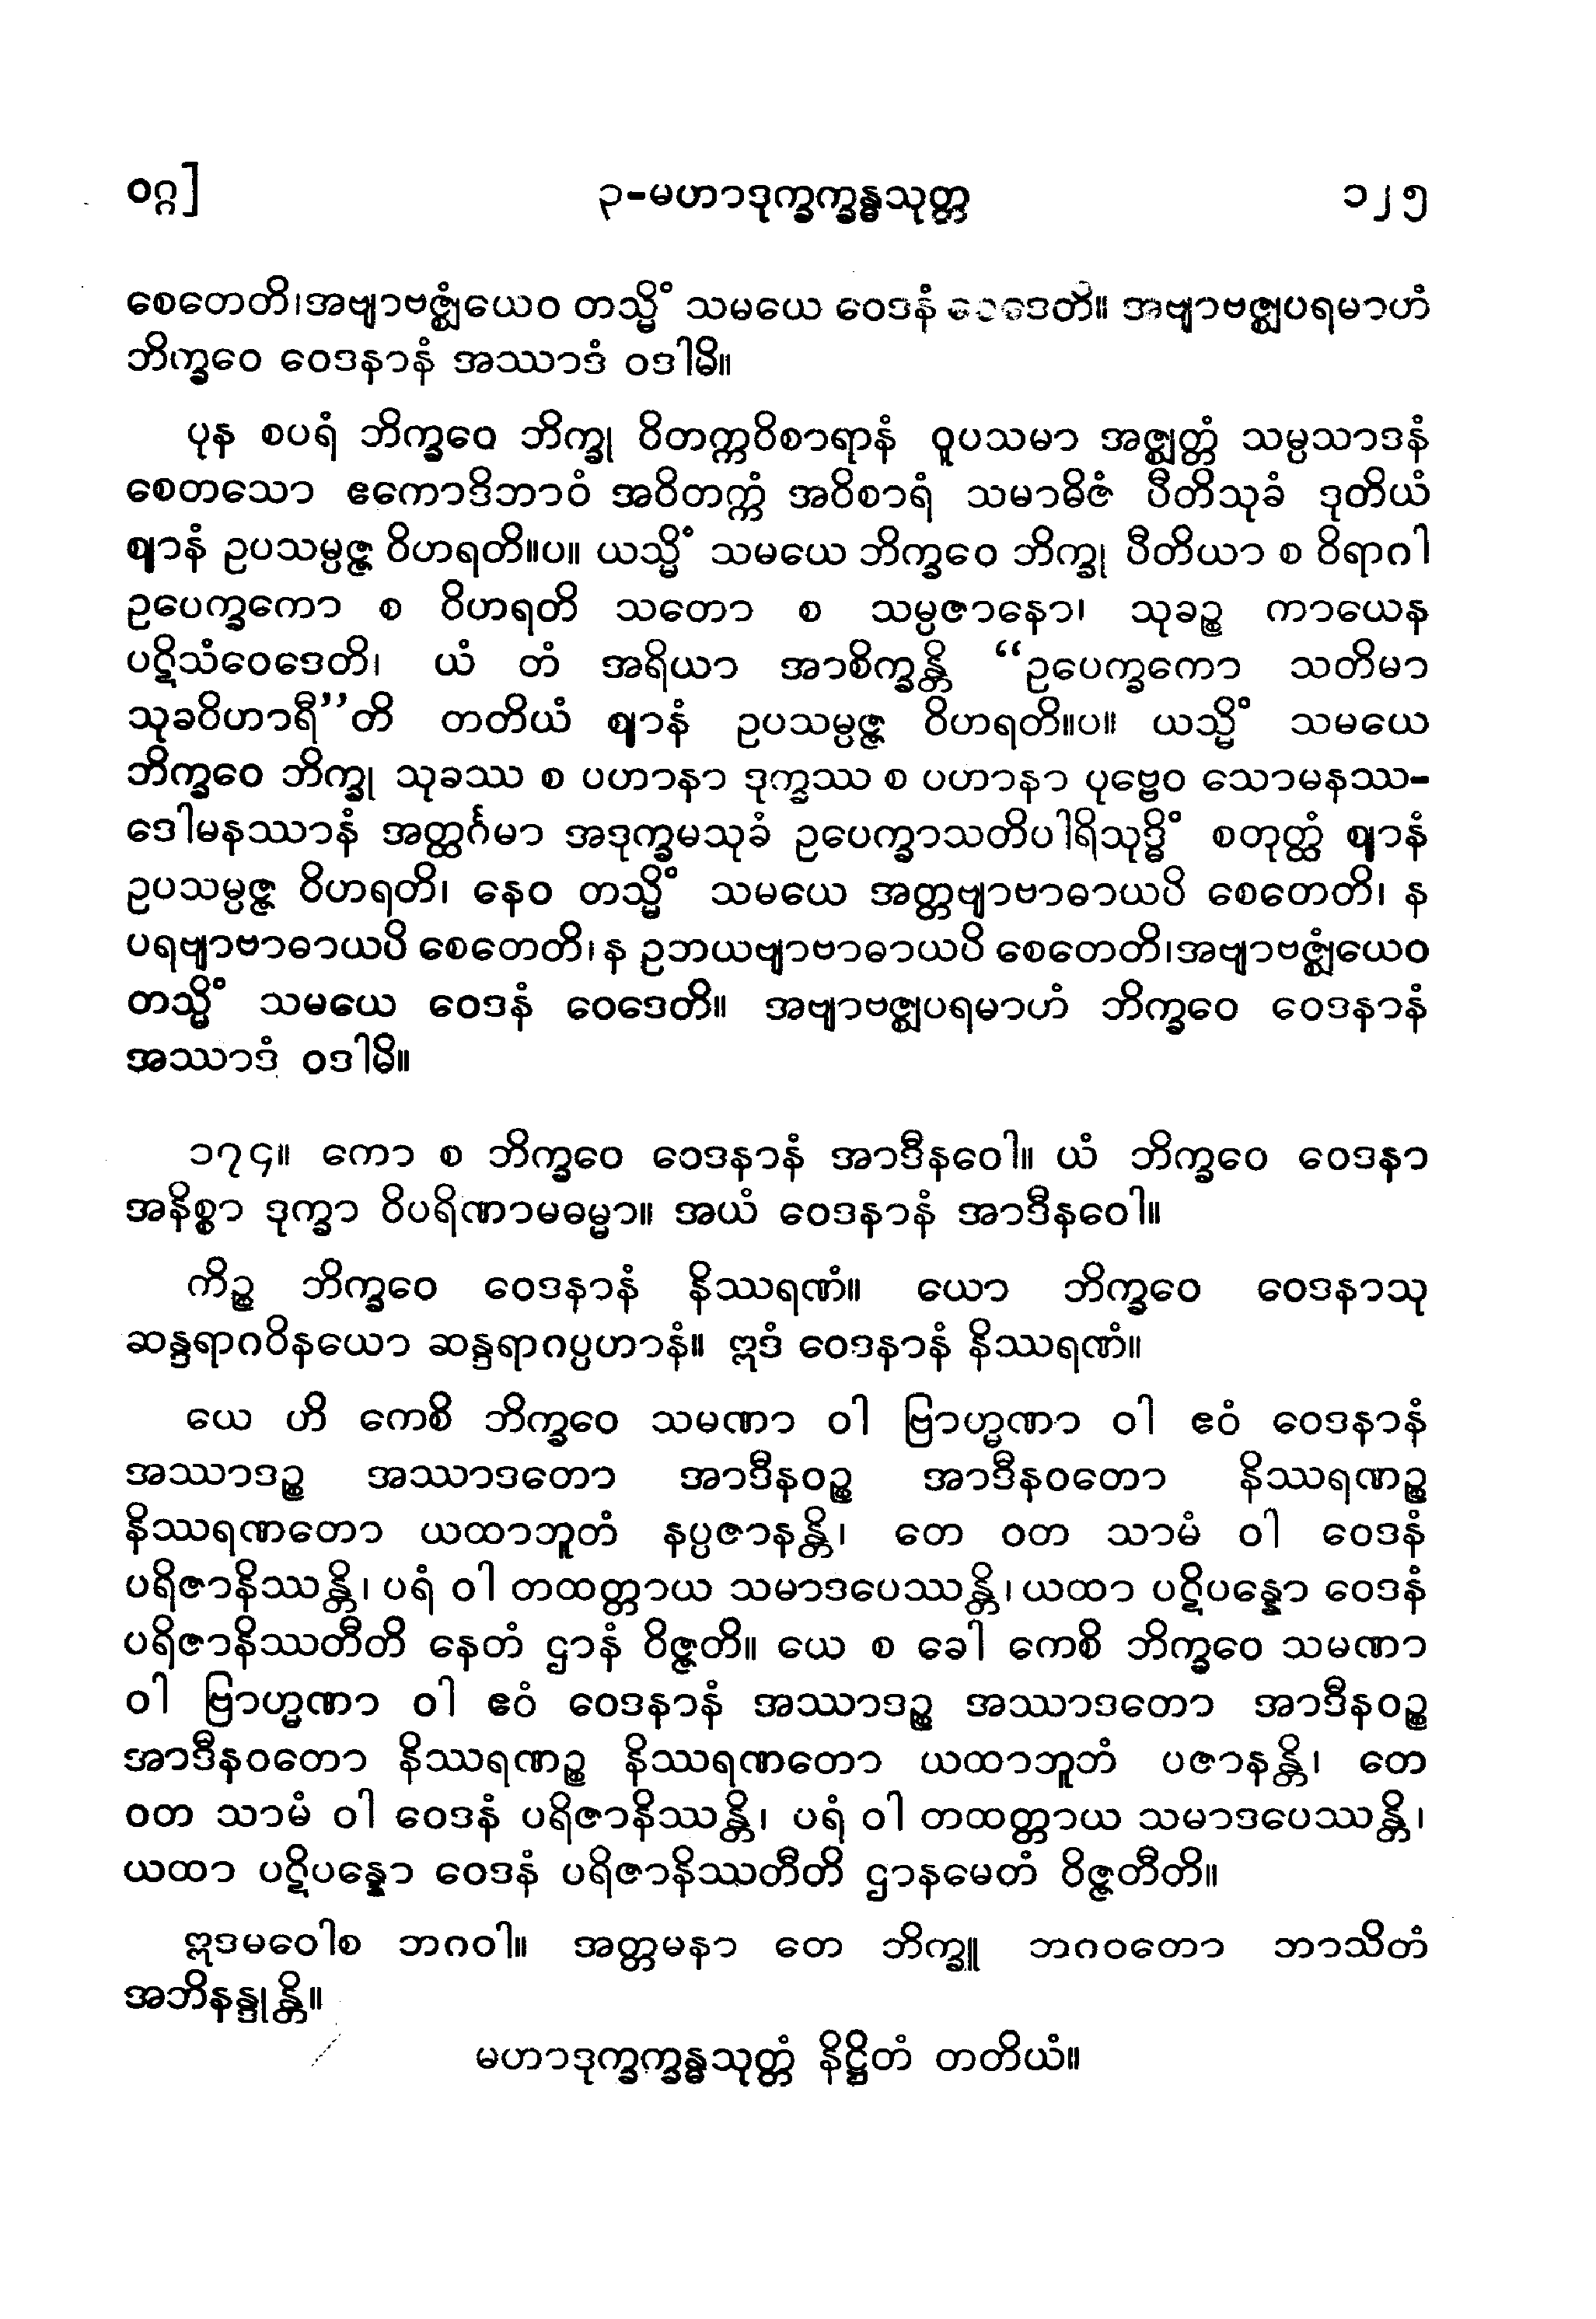 ဝဂ္ဂ] ၃-မဟာဒုက္ခက္ခန္ဓသုတ္တ ၁၂၅
စေတေတိ၊ အဗျာဗဇ္ဈံယေဝ တသ္မိံ သမယေ ဝေဒနံ ဝေဒေတိ။ အဗျာဗဇ္ဈပရမာဟံ
ဘိက္ခဝေ ဝေဒနာနံ အဿာဒံ ဝဒါမိ။
ပုန စပရံ ဘိက္ခဝေ ဘိက္ခု ဝိတက္ကဝိစာရာနံ ဝူပသမာ အဇ္ဈတ္တံ သမ္ပသာဒနံ
စေတသော ဧကောဒိဘာဝံ အဝိတက္ကံ အဝိစာရံ သမာဓိဇံ ပီတိသုခံ ဒုတိယံ
ဈာနံ ဥပသမ္ပဇ္ဇ ဝိဟရတိ။ပ။ ယသ္မိံ သမယေ ဘိက္ခဝေ ဘိက္ခု ပီတိယာ စ ဝိရာဂါ
ဥပေက္ခကော စ ဝိဟရတိ သတော စ သမ္ပဇာနော၊ သုခဉ္စ ကာယေန
ပဋိသံဝေဒေတိ၊ ယံ တံ အရိယာ အာစိက္ခန္တိ “ဥပေက္ခကော သတိမာ
သုခဝိဟာရီ”တိ တတိယံ ဈာနံ ဥပသမ္ပဇ္ဇ ဝိဟရတိ။ပ။ ယသ္မိံ သမယေ
ဘိက္ခဝေ ဘိက္ခု သုခဿ စ ပဟာနာ ဒုက္ခဿ စ ပဟာနာ ပုဗ္ဗေဝ သောမနဿ-
ဒေါမနဿာနံ အတ္ထင်္ဂမာ အဒုက္ခမသုခံ ဥပေက္ခာသတိပါရိသုဒ္ဓိံ စတုတ္ထံ ဈာနံ
ဥပသမ္ပဇ္ဇ ဝိဟရတိ၊ နေဝ တသ္မိံ သမယေ အတ္တဗျာဗာဓာယပိ စေတေတိ၊ န
ပရဗျာဗာဓာယပိ စေတေတိ၊ န ဥဘယဗျာဗာဓာယပိ စေတေတိ၊ အဗျာဗဇ္ဈံယေဝ
တသ္မိံ သမယေ ဝေဒနံ ဝေဒေတိ။ အဗျာဗဇ္ဈပရမာဟံ ဘိက္ခဝေ ဝေဒနာနံ
အဿာဒံ ဝဒါမိ။
၁၇၄။ ကော စ ဘိက္ခဝေ ဝေဒနာနံ အာဒီနဝေါ။ ယံ ဘိက္ခဝေ ဝေဒနာ
အနိစ္စာ ဒုက္ခာ ဝိပရိဏာမဓမ္မာ။ အယံ ဝေဒနာနံ အာဒီနဝေါ။
ကိဉ္စ ဘိက္ခဝေ ဝေဒနာနံ နိဿရဏံ။ ယော ဘိက္ခဝေ ဝေဒနာသု
ဆန္ဒရာဂဝိနယော ဆန္ဒရာဂပ္ပဟာနံ။ ဣဒံ ဝေဒနာနံ နိဿရဏံ။
ယေ ဟိ ကေစိ ဘိက္ခဝေ သမဏာ ဝါ ဗြာဟ္မဏာ ဝါ ဧဝံ ဝေဒနာနံ
အဿာဒဉ္စ အဿာဒတော အာဒီနဝဉ္စ အာဒီနဝတော နိဿရဏဉ္စ
နိဿရဏတော ယထာဘူတံ နပ္ပဇာနန္တိ၊ တေ ဝတ သာမံ ဝါ ဝေဒနံ
ပရိဇာနိဿန္တိ၊ ပရံ ဝါ တထတ္တာယ သမာဒပေဿန္တိ၊ ယထာ ပဋိပန္နော ဝေဒနံ
ပရိဇာနိဿတီတိ နေတံ ဌာနံ ဝိဇ္ဇတိ။ ယေ စ ခေါ ကေစိ ဘိက္ခဝေ သမဏာ
ဝါ ဗြာဟ္မဏာ ဝါ ဧဝံ ဝေဒနာနံ အဿာဒဉ္စ အဿာဒတော အာဒီနဝဉ္စ
အာဒီနဝတော နိဿရဏဉ္စ နိဿရဏတော ယထာဘူဘံ ပဇာနန္တိ၊ တေ
ဝတ သာမံ ဝါ ဝေဒနံ ပရိဇာနိဿန္တိ၊ ပရံ ဝါ တထတ္တာယ သမာဒပေဿန္တိ၊
ယထာ ပဋိပန္နော ဝေဒနံ ပရိဇာနိဿတီတိ ဌာနမေတံ ဝိဇ္ဇတီတိ။
ဣဒမဝေါစ ဘဂဝါ။ အတ္တမနာ တေ ဘိက္ခူ ဘဂဝတော ဘာသိတံ
အဘိနန္ဒုန္တိ။
မဟာဒုက္ခက္ခန္ဓသုတ္တံ နိဋ္ဌိတံ တတိယံ။